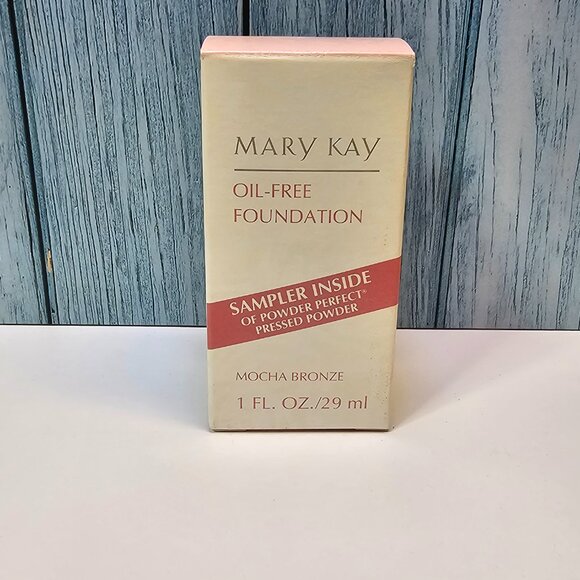 MARY KAY
OIL-FREE
FOUNDATION
SAMPLER INSIDE
OF POWDER PERFECT®
PRESSED POWDER
MOCHA BRONZE
1 FL. OZ./29 ml